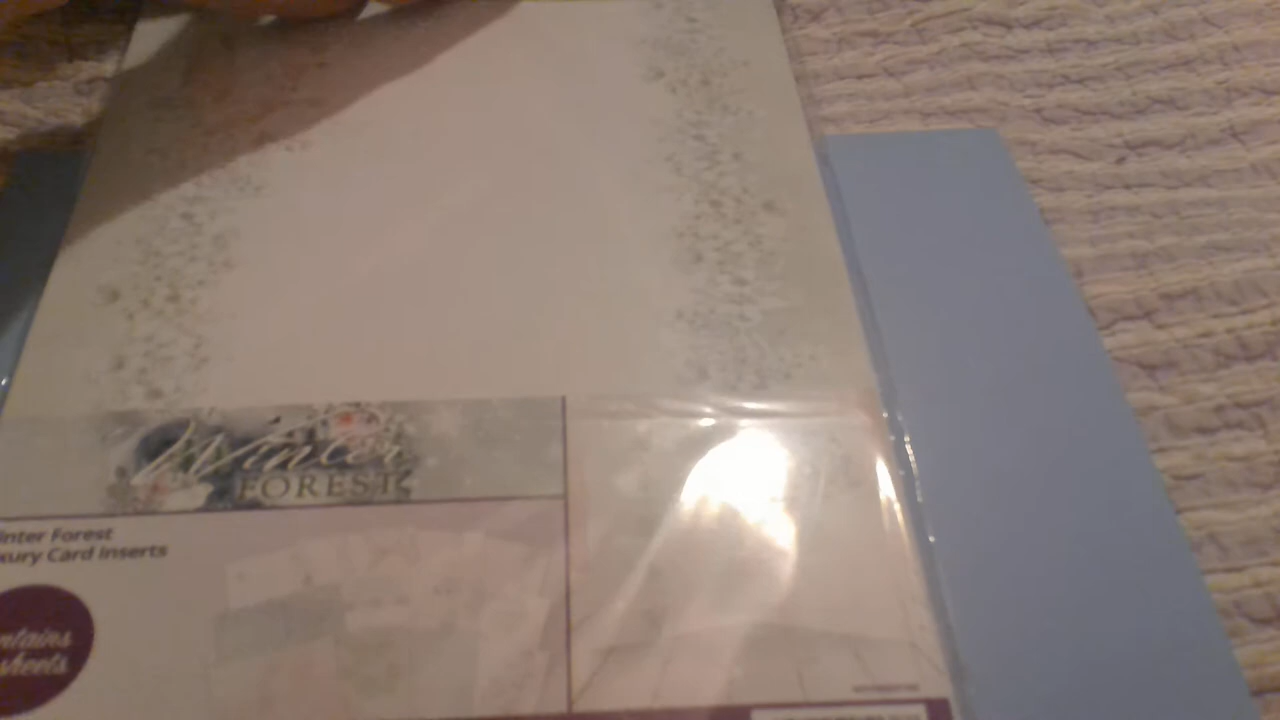 Winter
FOREST
inter Forest
xury Card Inserts
ntains
sheets